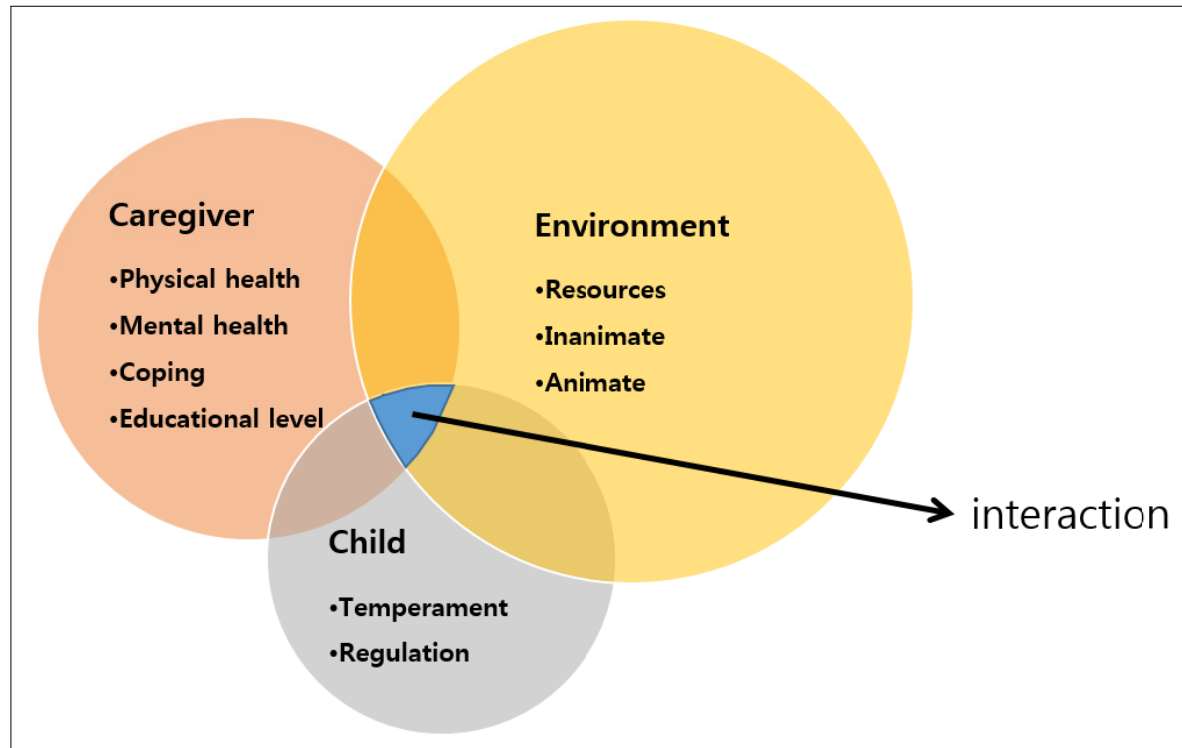 Caregiver
•Physical health
•Mental health
•Coping
•Educational level
Environment
•Resources
•Inanimate
•Animate
Child
•Temperament
•Regulation
interaction